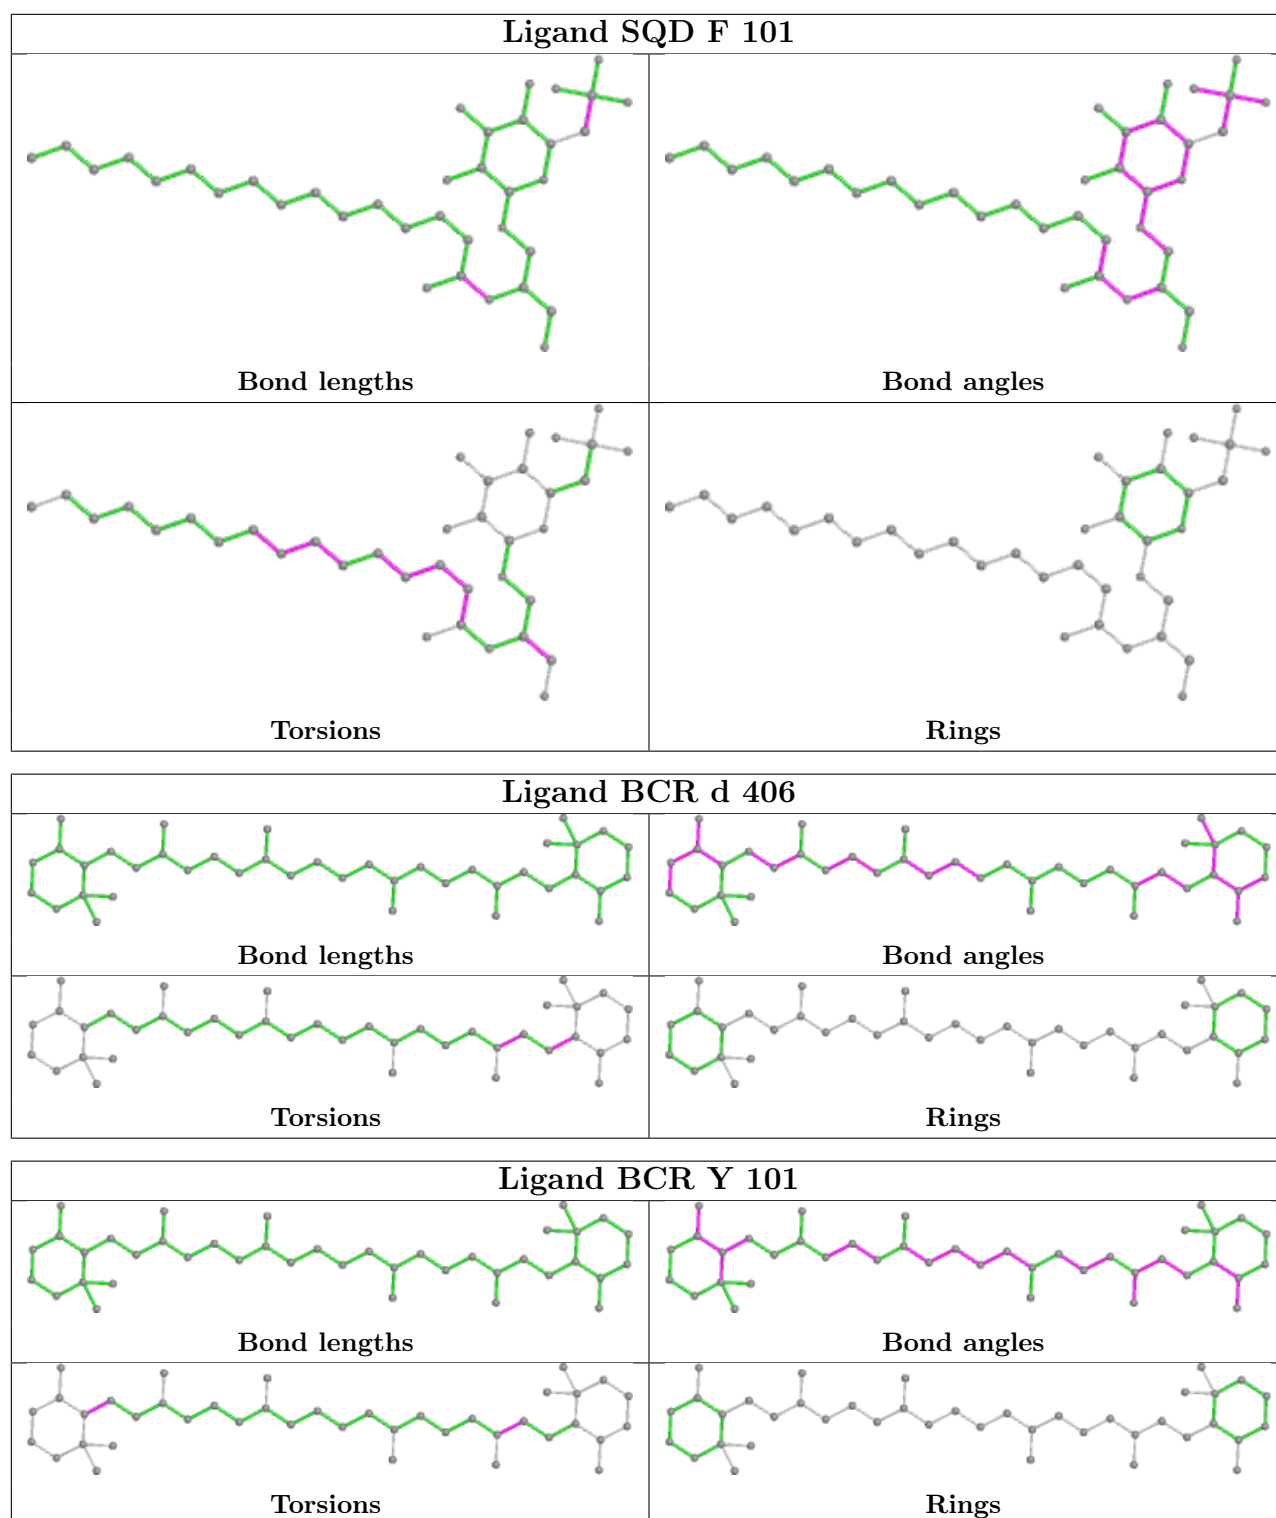 Ligand SQD F 101
Bond lengths Bond angles
Torsions Rings
Ligand BCR d 406
Bond lengths Bond angles
Torsions Rings
Ligand BCR Y 101
Bond lengths Bond angles
Torsions Rings